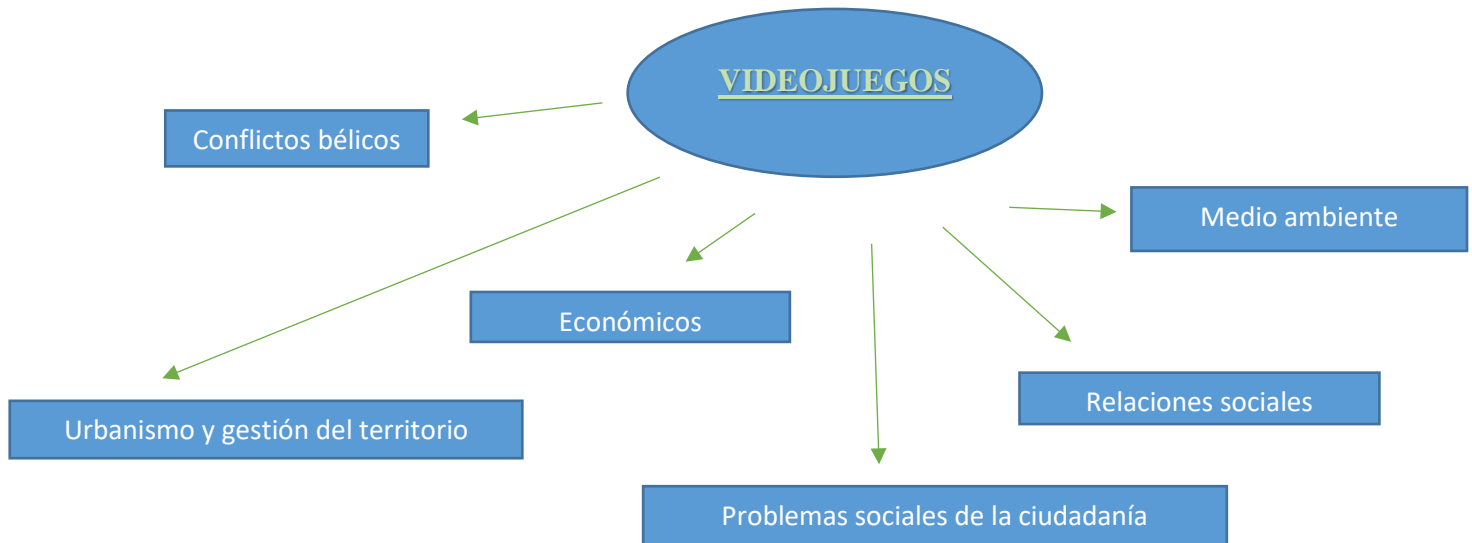 VIDEOJUEGOS
Conflictos bélicos
Medio ambiente
Económicos
Relaciones sociales
Urbanismo y gestión del territorio
Problemas sociales de la ciudadanía